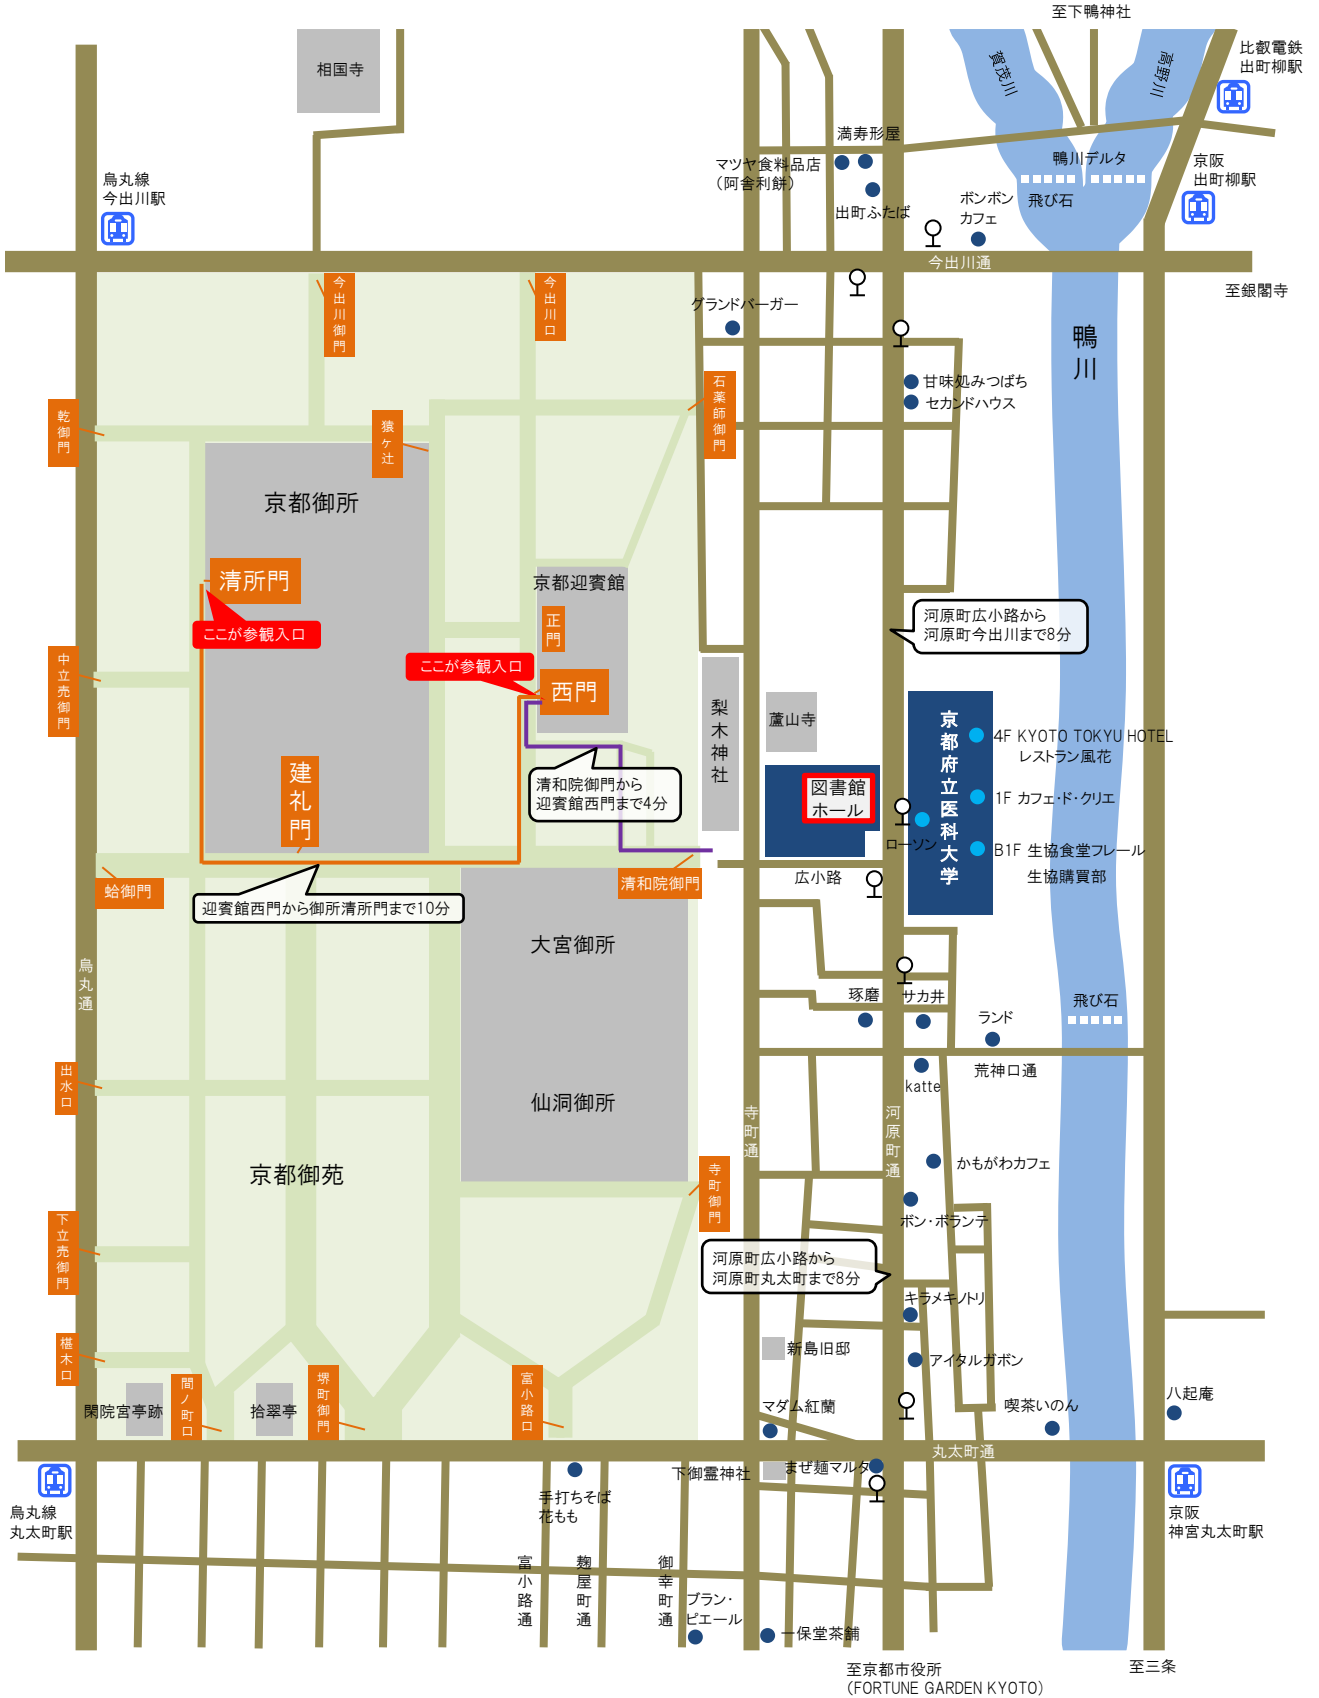 至下鴨神社
比叡電鉄
出町柳駅
相国寺
賀茂川
高野川
満寿形屋
マツヤ食料品店
（阿舎利餅）
鴨川デルタ
飛び石
京阪
出町柳駅
烏丸線
今出川駅
出町ふたば
ボンボン
カフェ
今出川通
至銀閣寺
今出川御門
今出川口
グランドバーガー
鴨川
石薬師御門
甘味処みつばち
セカンドハウス
乾御門
猿ヶ辻
京都御所
清所門
ここが参観入口
京都迎賓館
正門
ここが参観入口
西門
河原町広小路から
河原町今出川まで8分
中立売御門
梨木神社
蘆山寺
京都府立医科大学
4F KYOTO TOKYU HOTEL
レストラン風花
建礼門
清和院御門から
迎賓館西門まで4分
図書館
ホール
1F カフェ・ド・クリエ
ローソン
B1F 生協食堂フレール
生協購買部
蛤御門
清和院御門
広小路
迎賓館西門から御所清所門まで10分
大宮御所
烏丸通
琢磨
サカ井
ランド
飛び石
荒神口通
出水口
katte
仙洞御所
寺町通
河原町通
京都御苑
寺町御門
かもがわカフェ
下立売御門
ボン・ボランテ
河原町広小路から
河原町丸太町まで8分
キラメキノトリ
椹木口
新島旧邸
アイタルガボン
閑院宮亭跡
間ノ町口
拾翠亭
堺町御門
富小路口
マダム紅蘭
喫茶いのん
八起庵
丸太町通
下御霊神社
まぜ麺マルタ
烏丸線
丸太町駅
手打ちそば
花もも
京阪
神宮丸太町駅
富小路通
麹屋町通
御幸町通
ブラン・
ピエール
一保堂茶舗
至京都市役所
（FORTUNE GARDEN KYOTO）
至三条